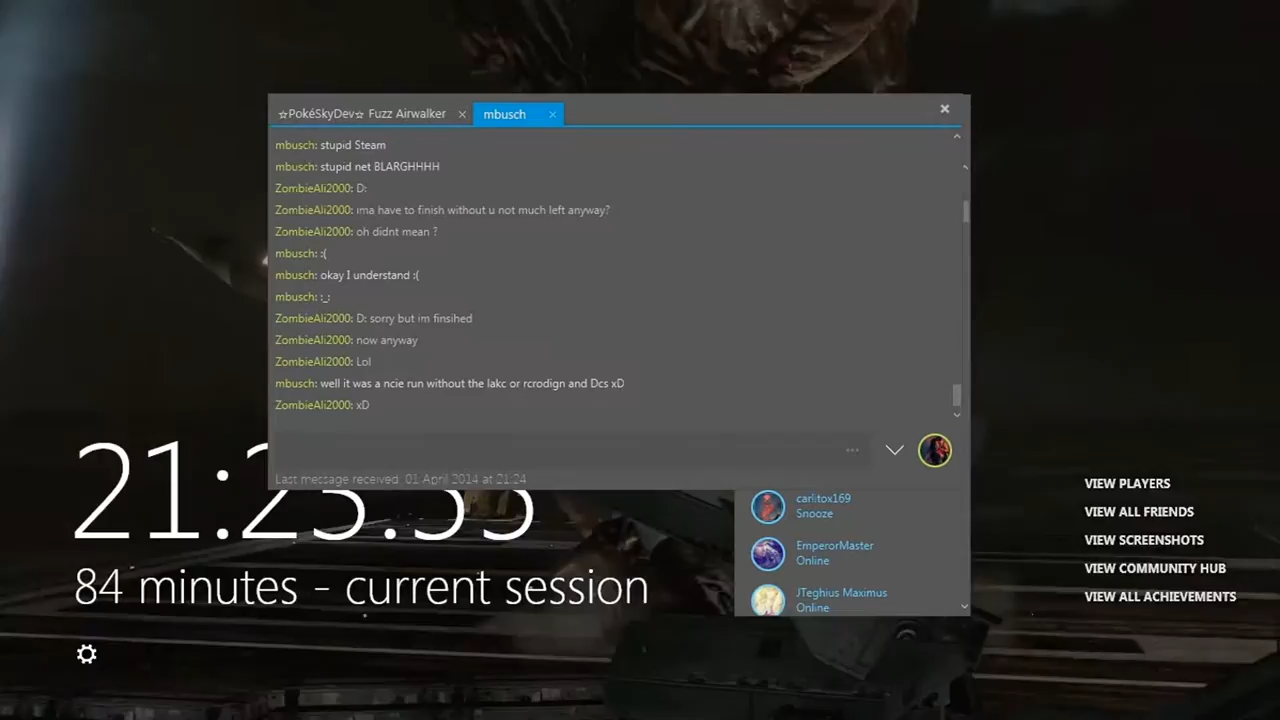 ☆PokéSkyDev☆ Fuzz Airwalker
mbusch
mbusch: stupid Steam
mbusch: stupid net BLARGHHHH
ZombieAli2000: D:
ZombieAli2000: ima have to finish without u not much left anyway?
ZombieAli2000: oh didnt mean ?
mbusch: :(
mbusch: okay I understand :(
mbusch: :_:
ZombieAli2000: D: sorry but im finsihed
ZombieAli2000: now anyway
ZombieAli2000: Lol
mbusch: well it was a ncie run without the lakc or rcrodign and Dcs xD
ZombieAli2000: xD
Last message received: 01 April 2014 at 21:24
84 minutes - current session
carlitox169
Snooze
EmperorMaster
Online
JTeghius Maximus
Online
VIEW PLAYERS
VIEW ALL FRIENDS
VIEW SCREENSHOTS
VIEW COMMUNITY HUB
VIEW ALL ACHIEVEMENTS